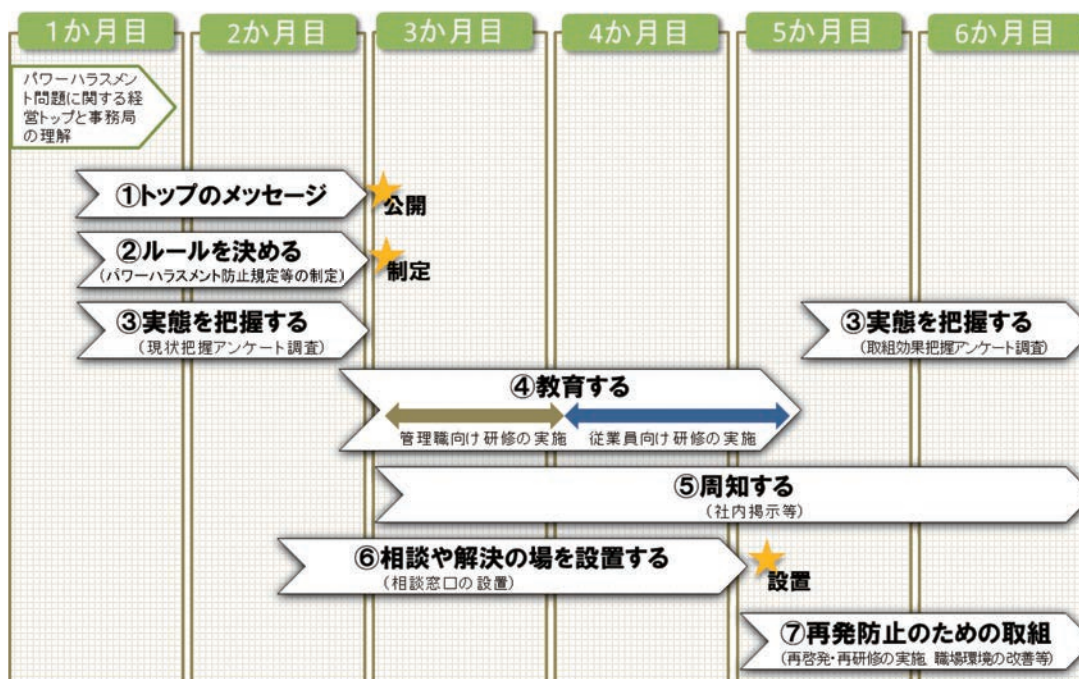 1か月目
2か月目
3か月目
4か月目
5か月目
6か月目
パワーハラスメン
ト問題に関する経
営トップと事務局
の理解
①トップのメッセージ
公開
②ルールを決める
(パワーハラスメント防止規定等の制定)
制定
③実態を把握する
(現状把握アンケート調査)
③実態を把握する
(取組効果把握アンケート調査)
④教育する
管理職向け研修の実施
従業員向け研修の実施
⑤周知する
(社内掲示等)
⑥相談や解決の場を設置する
(相談窓口の設置)
設置
⑦再発防止のための取組
(再啓発・再研修の実施、職場環境の改善等)